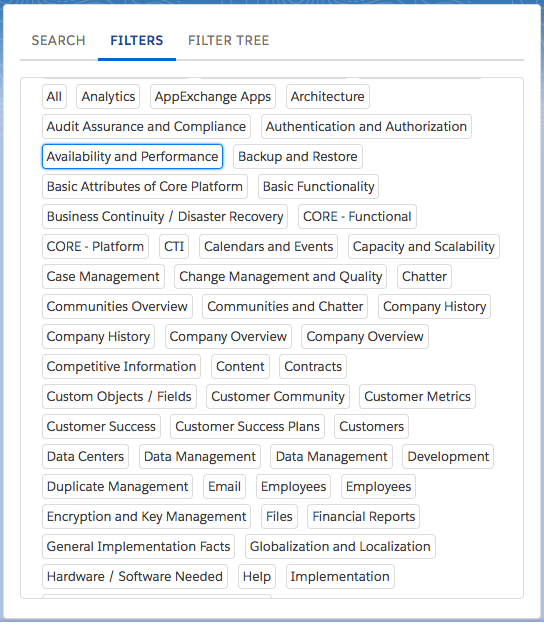 SEARCH FILTERS FILTER TREE
All Analytics AppExchange Apps Architecture
Audit Assurance and Compliance Authentication and Authorization
Availability and Performance Backup and Restore
Basic Attributes of Core Platform Basic Functionality
Business Continuity / Disaster Recovery CORE - Functional
CORE - Platform CTI Calendars and Events Capacity and Scalability
Case Management Change Management and Quality Chatter
Communities Overview Communities and Chatter Company History
Company History Company Overview Company Overview
Competitive Information Content Contracts
Custom Objects / Fields Customer Community Customer Metrics
Customer Success Customer Success Plans Customers
Data Centers Data Management Data Management Development
Duplicate Management Email Employees Employees
Encryption and Key Management Files Financial Reports
General Implementation Facts Globalization and Localization
Hardware / Software Needed Help Implementation